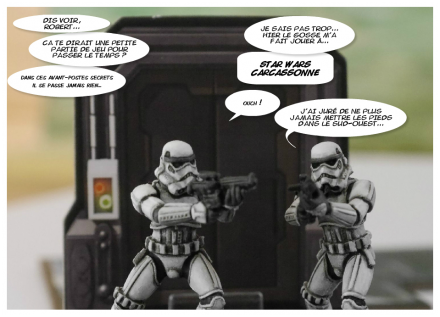 DIS VOIR,
ROBERT...
CA TE DIRAIT UNE PETITE
PARTIE DE JEU POUR
PASSER LE TEMPS ?
DANS CES AVANT-POSTES SECRETS
IL SE PASSE JAMAIS RIEN..
JE SAIS PAS TROP...
HIER LE GOSSE M'A
FAIT JOUER À...
STAR WARS
CARCASSONNE
OUCH !
J'AI JURÉ DE NE PLUS
JAMAIS METTRE LES PIEDS
DANS LE SUD-OUEST...